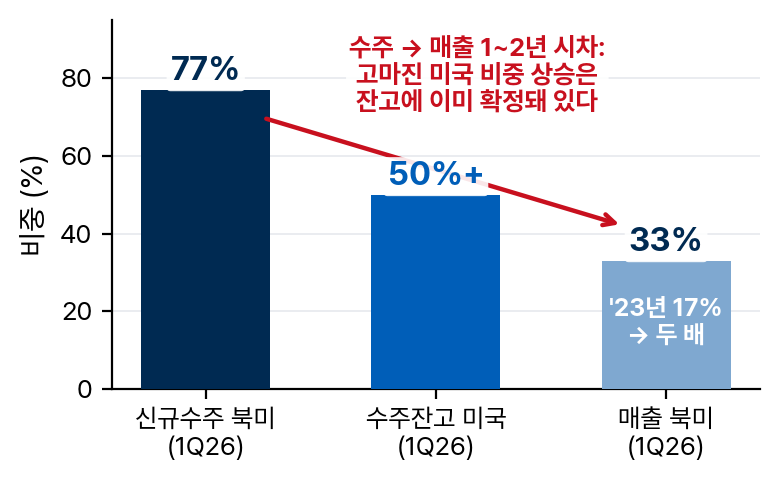 수주 → 매출 1~2년 시차:
고마진 미국 비중 상승은
잔고에 이미 확정돼 있다
비중 (%)
80
60
40
20
0
77%
50%+
33%
'23년 17%
→ 두 배
신규수주 북미
(1Q26)
수주잔고 미국
(1Q26)
매출 북미
(1Q26)